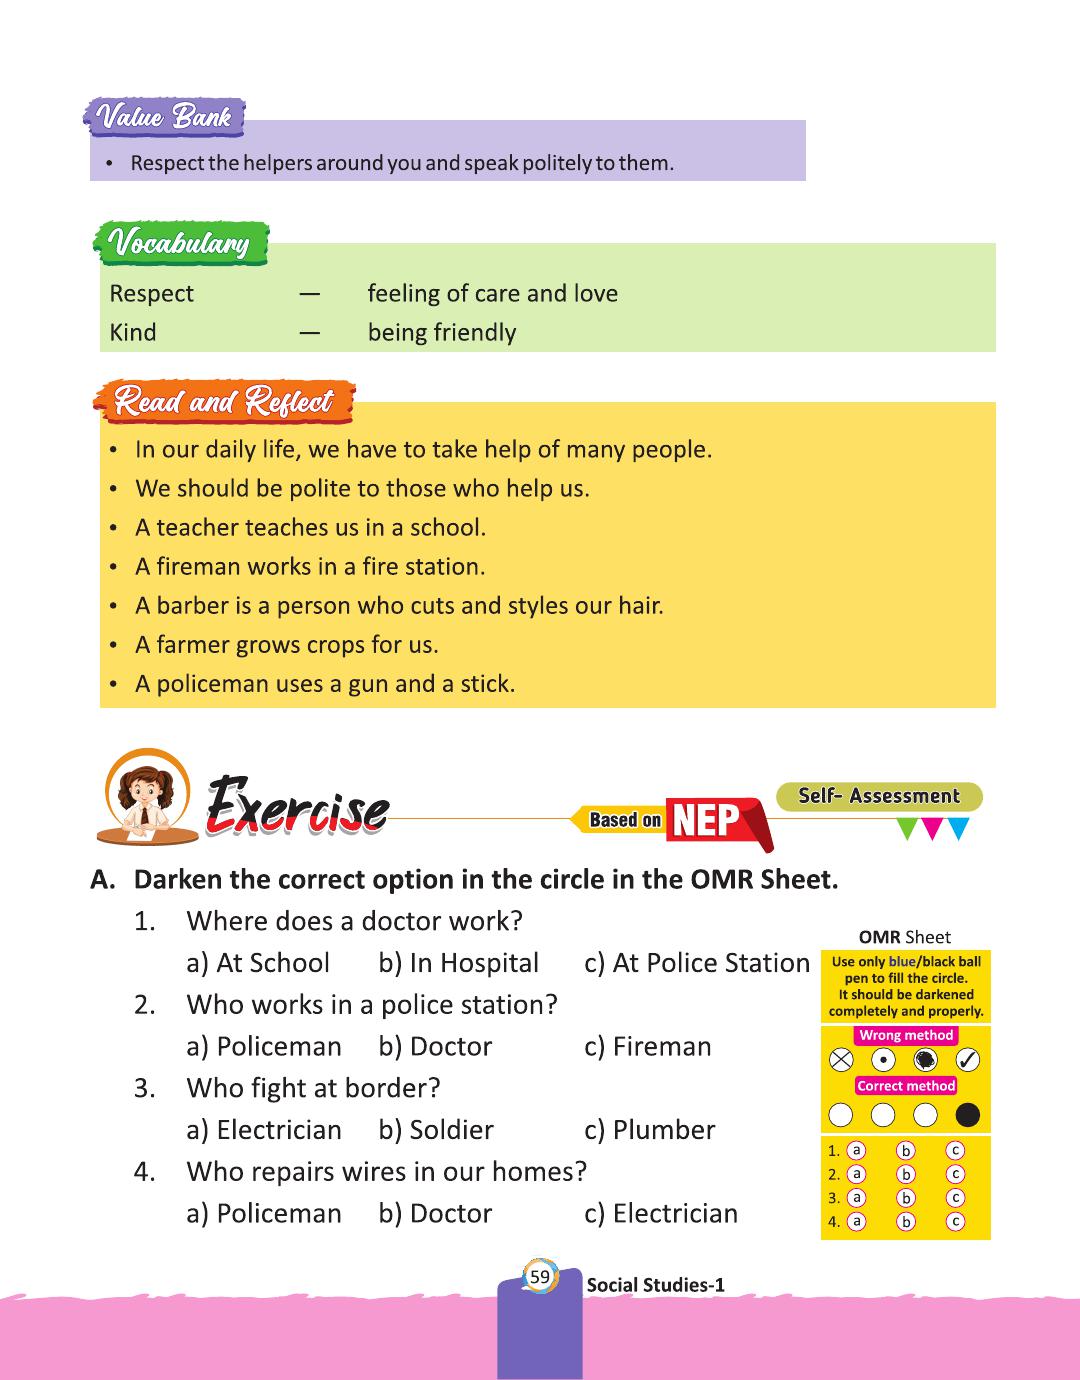 Value Bank
• Respect the helpers around you and speak politely to them.
Vocabulary
Respect — feeling of care and love
Kind — being friendly
Read and Reflect
• In our daily life, we have to take help of many people.
• We should be polite to those who help us.
• A teacher teaches us in a school.
• A fireman works in a fire station.
• A barber is a person who cuts and styles our hair.
• A farmer grows crops for us.
• A policeman uses a gun and a stick.
Exercise
Based on NEP
Self- Assessment
A. Darken the correct option in the circle in the OMR Sheet.
1. Where does a doctor work?
a) At School b) In Hospital c) At Police Station
2. Who works in a police station?
a) Policeman b) Doctor c) Fireman
3. Who fight at border?
a) Electrician b) Soldier c) Plumber
4. Who repairs wires in our homes?
a) Policeman b) Doctor c) Electrician
OMR Sheet
Use only blue/black ball
pen to fill the circle.
It should be darkened
completely and properly.
Wrong method
Correct method
1. a b c
2. a b c
3. a b c
4. a b c
59
Social Studies-1